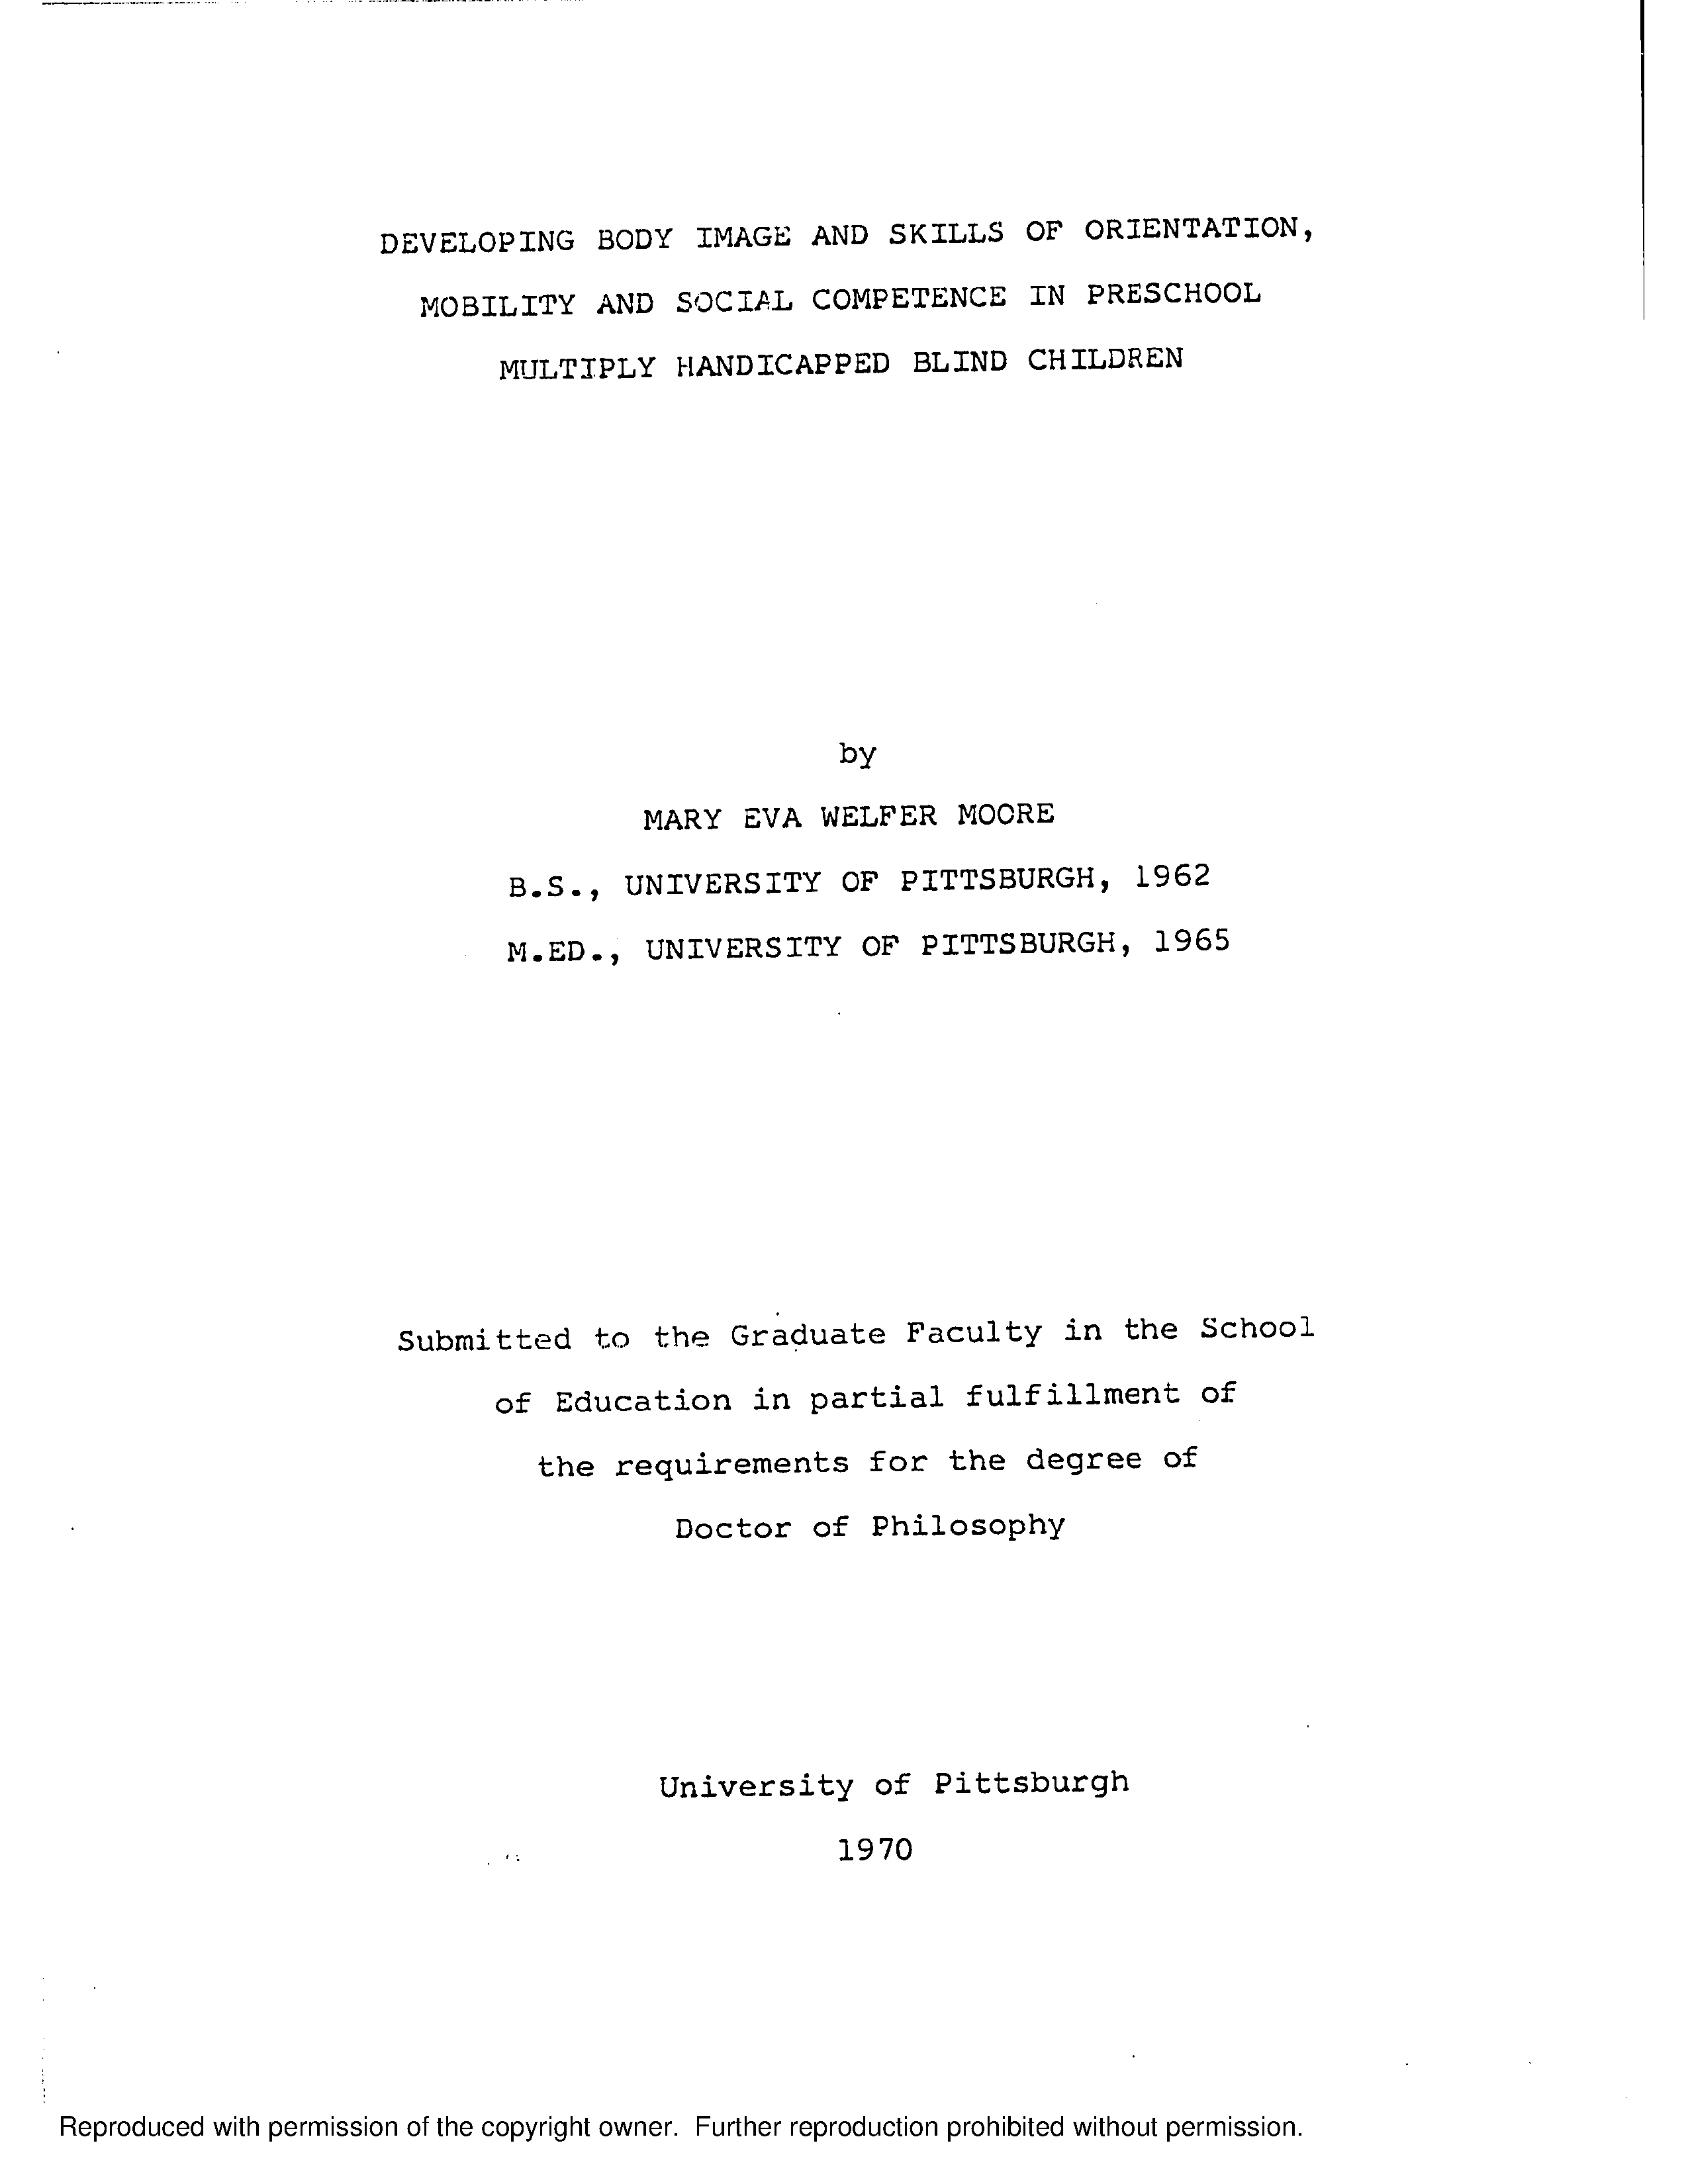 DEVELOPING BODY IMAGE AND SKILLS OF ORIENTATION,
MOBILITY AND SOCIAL COMPETENCE IN PRESCHOOL
MULTIPLY HANDICAPPED BLIND CHILDREN
by
MARY EVA WELFER MOORE
B.S., UNIVERSITY OF PITTSBURGH, 1962
M.ED., UNIVERSITY OF PITTSBURGH, 1965
Submitted to the Graduate Faculty in the School
of Education in partial fulfillment of
the requirements for the degree of
Doctor of Philosophy
University of Pittsburgh
1970
Reproduced with permission of the copyright owner. Further reproduction prohibited without permission.